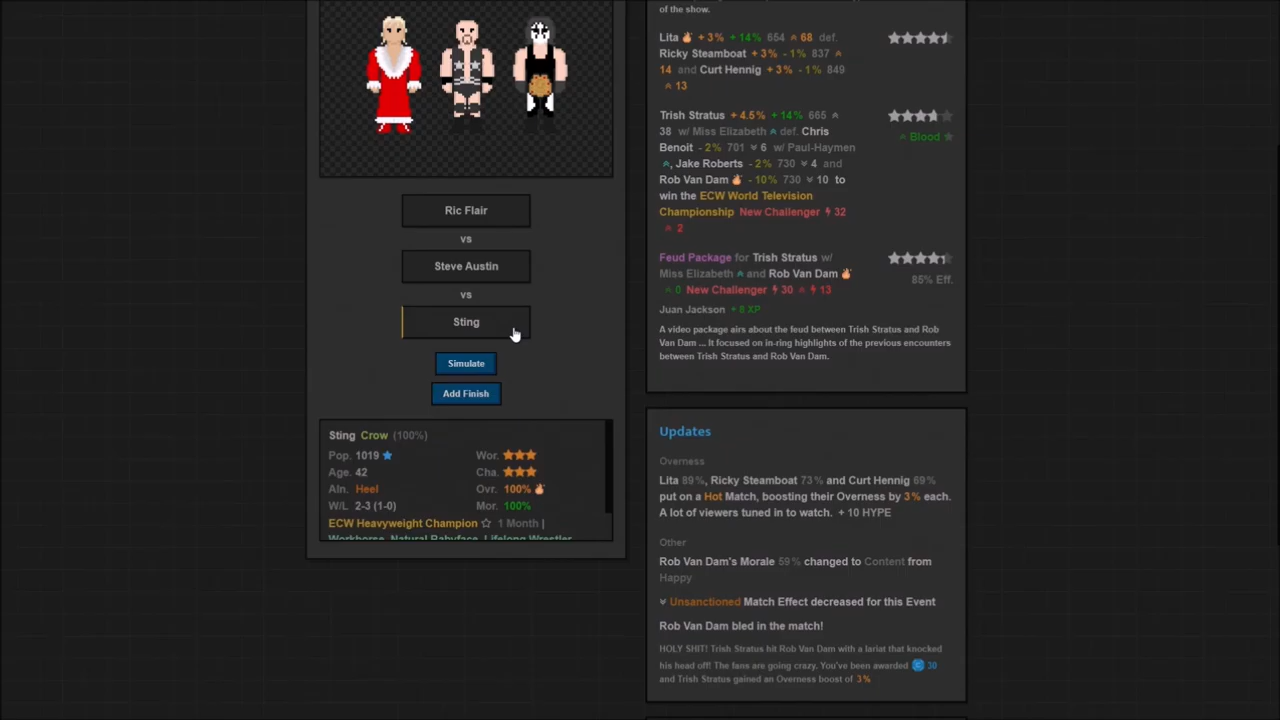 Ric Flair
vs
Steve Austin
vs
Sting
Simulate
Add Finish
Sting Crow (100%)
Pop. 1019
Wor.
Age. 42
Cha.
Aln. Heel
Ovr. 100%
W/L 2-3 (1-0)
Mor. 100%
ECW Heavyweight Champion 1 Month |
Workhorse, Natural Babyface, Lifelong Wrestler
of the show.
Lita + 3% + 14% 654 68 def.
Ricky Steamboat + 3% - 1% 837
14 and Curt Hennig + 3% - 1% 849
13
Trish Stratus + 4.5% + 14% 665
38 w/ Miss Elizabeth def. Chris
Blood
Benoit - 2% 701 6 w/ Paul-Haymen
, Jake Roberts - 2% 730 4 and
Rob Van Dam - 10% 730 10 to
win the ECW World Television
Championship New Challenger 32
2
Feud Package for Trish Stratus w/
Miss Elizabeth and Rob Van Dam
85% Eff.
0 New Challenger 30 13
Juan Jackson + 8 XP
A video package airs about the feud between Trish Stratus and Rob
Van Dam ... It focused on in-ring highlights of the previous encounters
between Trish Stratus and Rob Van Dam.
Updates
Overness
Lita 89%, Ricky Steamboat 73% and Curt Hennig 69%
put on a Hot Match, boosting their Overness by 3% each.
A lot of viewers tuned in to watch. + 10 HYPE
Other
Rob Van Dam's Morale 59% changed to Content from
Happy
Unsanctioned Match Effect decreased for this Event
Rob Van Dam bled in the match!
HOLY SHIT! Trish Stratus hit Rob Van Dam with a lariat that knocked
his head off! The fans are going crazy. You've been awarded C 30
and Trish Stratus gained an Overness boost of 3%